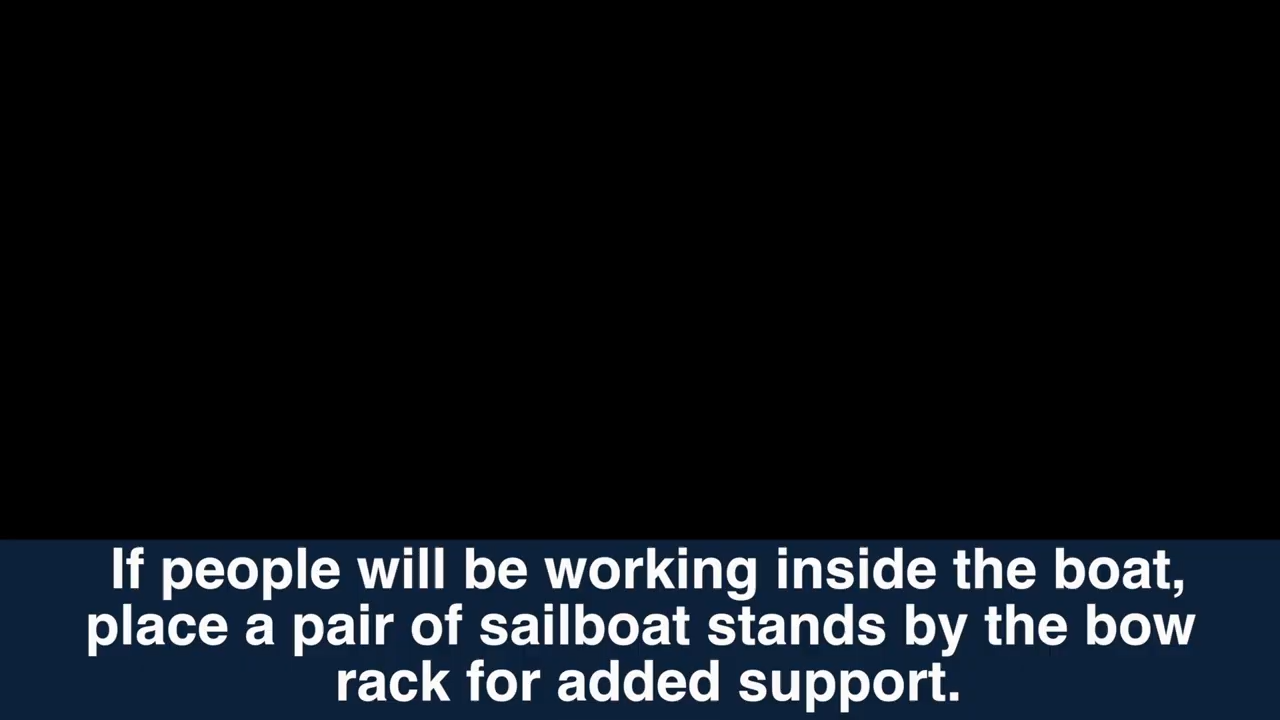 If people will be working inside the boat,
place a pair of sailboat stands by the bow
rack for added support.